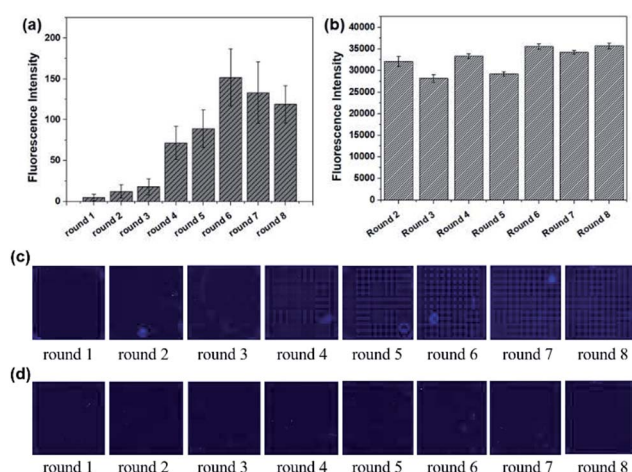 (a)
Fluorescence Intensity
150
100
50
0
round 1 round 2 round 3 round 4 round 5 round 6 round 7 round 8
(b)
Fluorescence Intensity
40000
35000
30000
25000
20000
15000
10000
5000
0
Round 2 Round 3 Round 4 Round 5 Round 6 Round 7 Round 8
(c)
round 1 round 2 round 3 round 4 round 5 round 6 round 7 round 8
(d)
round 1 round 2 round 3 round 4 round 5 round 6 round 7 round 8